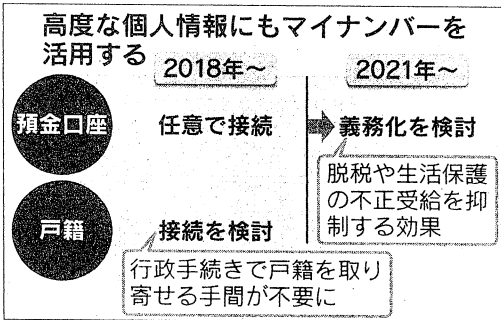 高度な個人情報にもマイナンバーを
活用する
2018年～
2021年～
預金口座
任意で接続
義務化を検討
脱税や生活保護
の不正受給を抑
制する効果
戸籍
接続を検討
行政手続きで戸籍を取り
寄せる手間が不要に